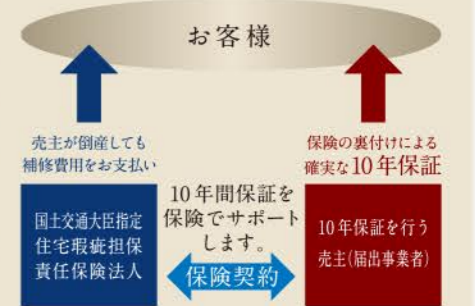 お客様
売主が倒産しても
補修費用をお支払い
保険の裏付けによる
確実な10年保証
国土交通大臣指定
住宅瑕疵担保
責任保険法人
10年間保証を
保険でサポート
します。
保険契約
10年保証を行う
売主(届出事業者)